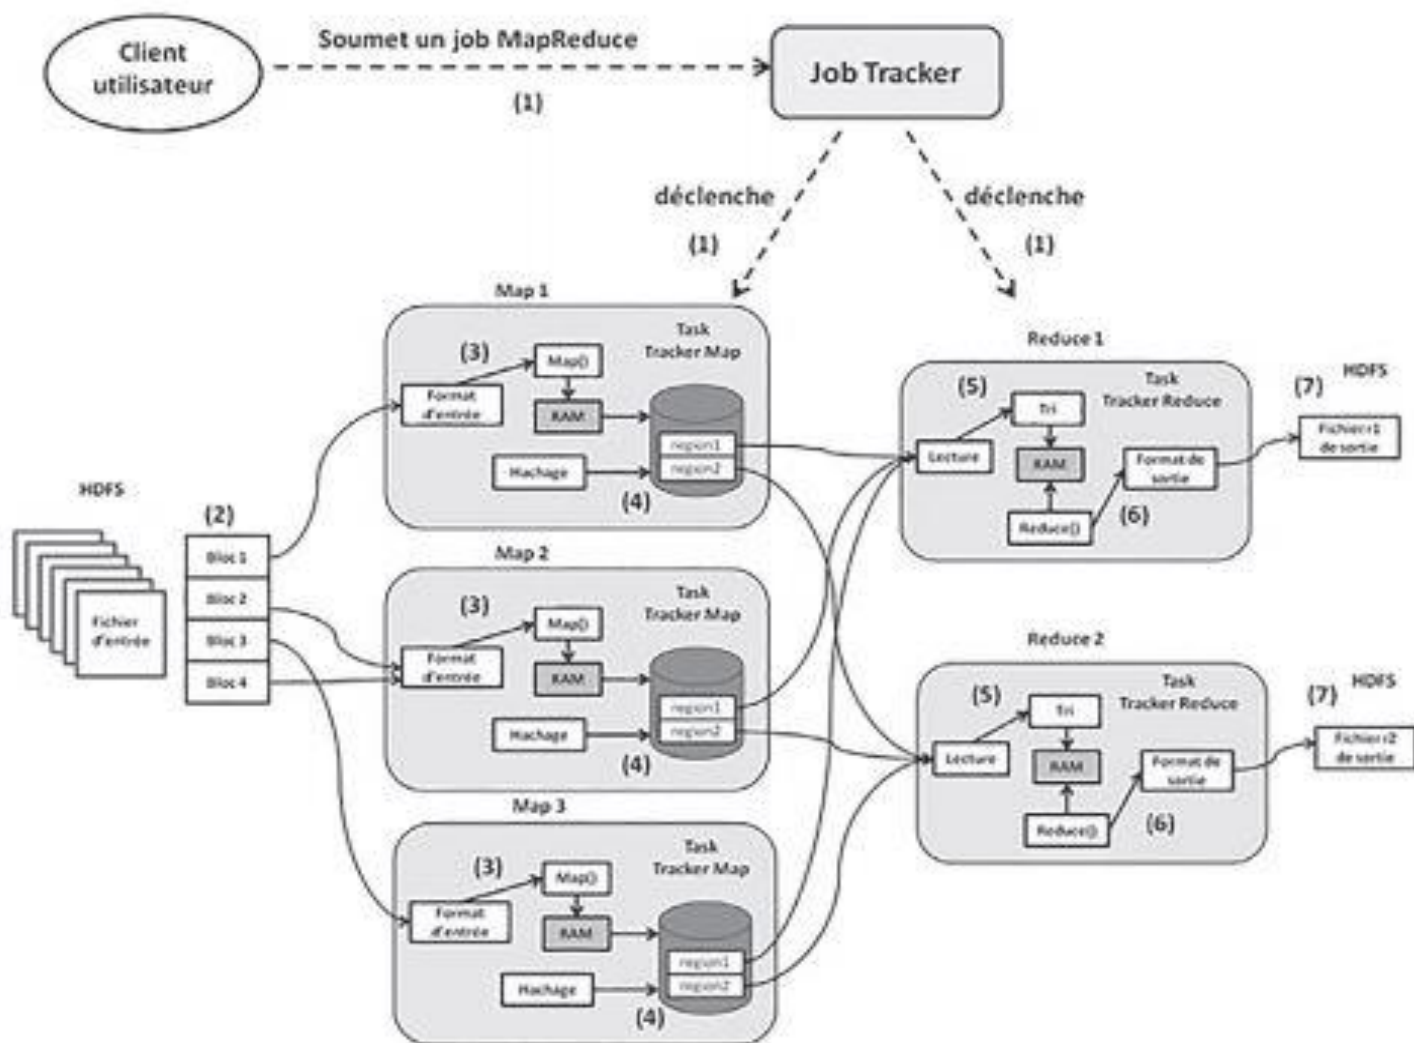 Client
utilisateur
Soumet un job MapReduce
(1)
Job Tracker
déclenche
(1)
déclenche
(1)
Map 1
(3)
Map()
Task
Tracker Map
Format
d'entrée
RAM
region1
region2
Hachage
(4)
HDFS
(2)
Bloc 1
Bloc 2
Bloc 3
Bloc 4
Fichier
d'entrée
Map 2
(3)
Map()
Task
Tracker Map
Format
d'entrée
RAM
region1
region2
Hachage
(4)
Map 3
(3)
Map()
Task
Tracker Map
Format
d'entrée
RAM
region1
region2
Hachage
(4)
Reduce 1
(5)
Tri
Task
Tracker Reduce
Lecture
RAM
Format de
sortie
Reduce()
(6)
(7)
HDFS
Fichier r1
de sortie
Reduce 2
(5)
Tri
Task
Tracker Reduce
Lecture
RAM
Format de
sortie
Reduce()
(6)
(7)
HDFS
Fichier r2
de sortie